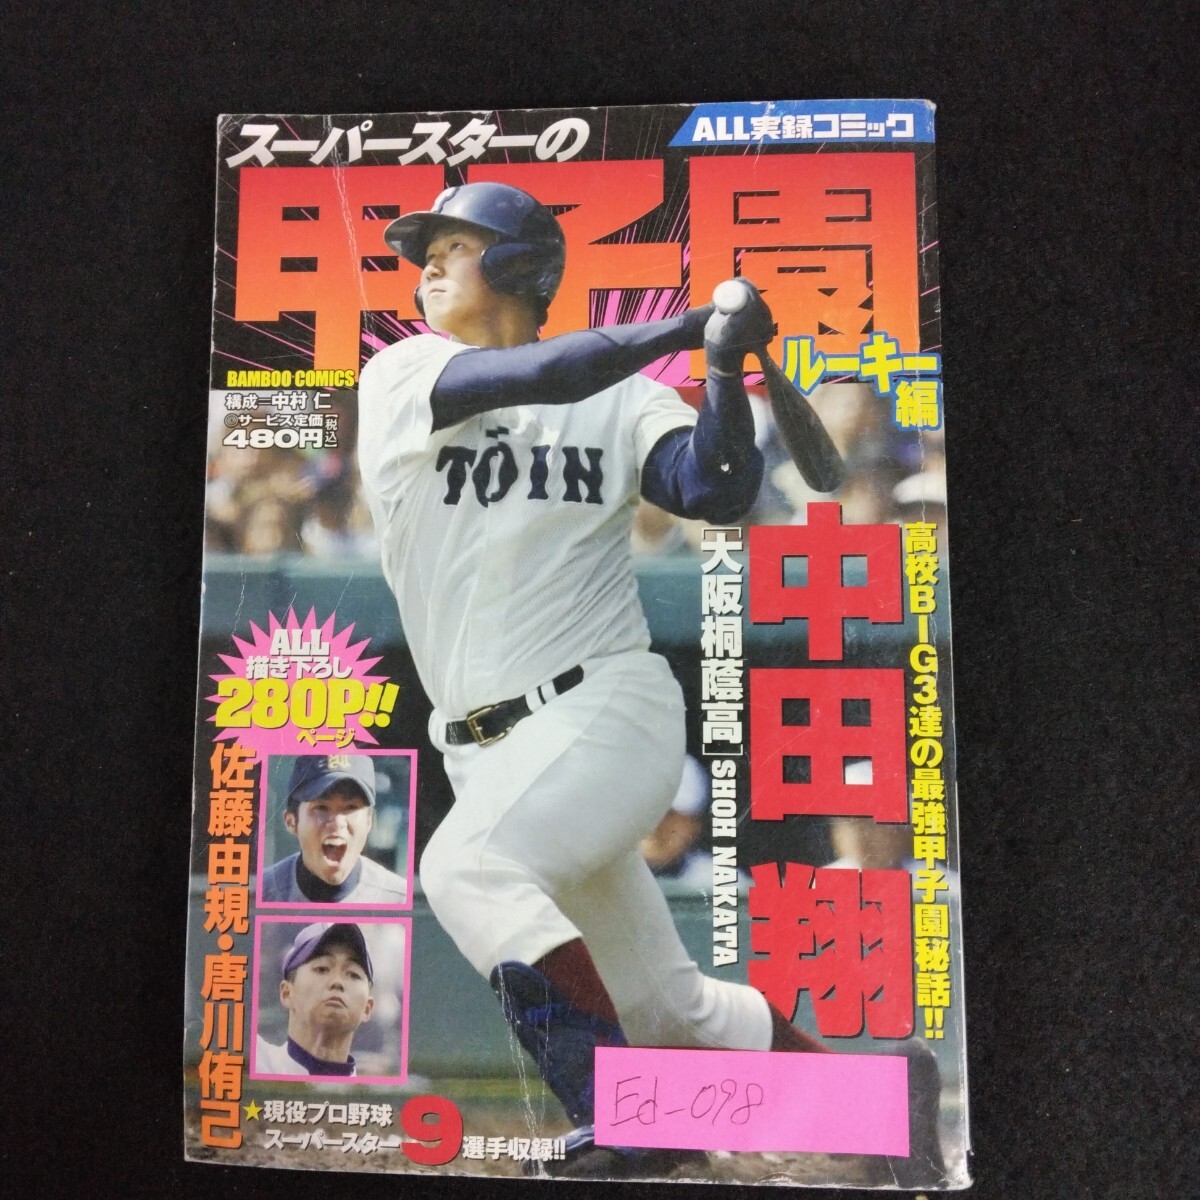 ALL実録コミック
スーパースターの
甲子園
ルーキー編
BAMBOO COMICS
構成=中村 仁
サービス定価[税込]
480円
TŌIN
高校BIG3達の最強甲子園秘話!!
中田 翔
[大阪桐蔭高] SHOH NAKATA
ALL
描き下ろし
280P!!
ページ
佐藤由規・唐川侑己
★現役プロ野球
スーパースター9選手収録!!
Ed-098